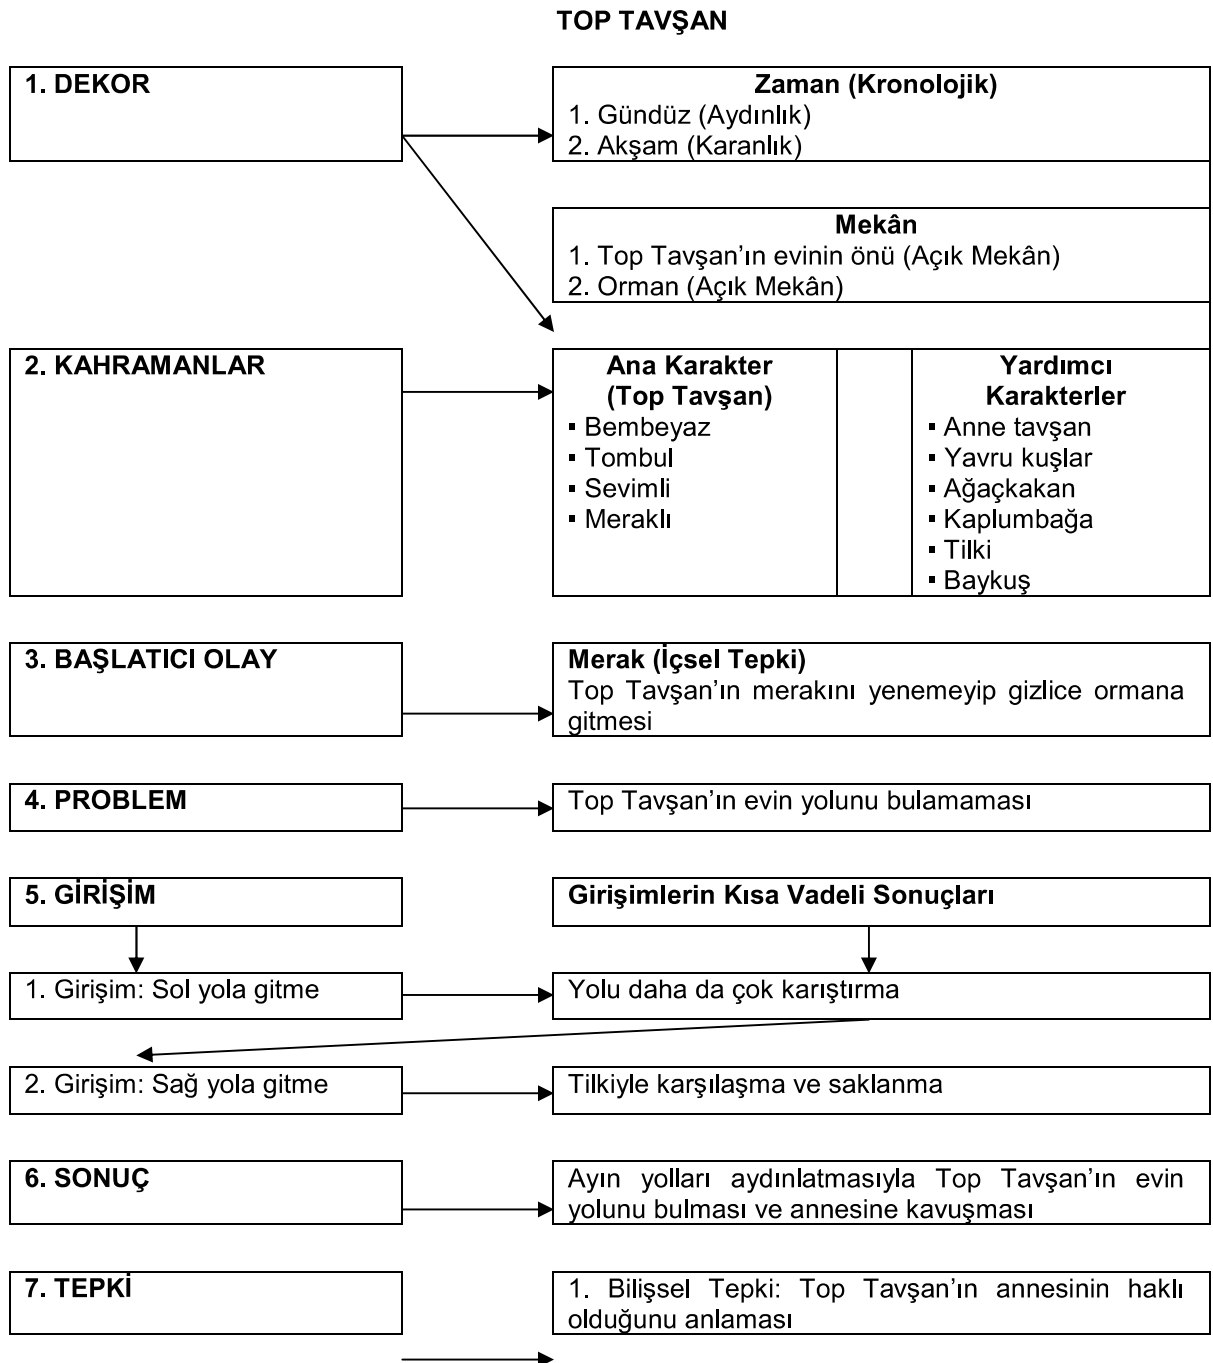 TOP TAVŞAN
1. DEKOR
Zaman (Kronolojik)
1. Gündüz (Aydınlık)
2. Akşam (Karanlık)
Mekân
1. Top Tavşan’ın evinin önü (Açık Mekân)
2. Orman (Açık Mekân)
2. KAHRAMANLAR
Ana Karakter
(Top Tavşan)
▪ Bembeyaz
▪ Tombul
▪ Sevimli
▪ Meraklı
Yardımcı
Karakterler
▪ Anne tavşan
▪ Yavru kuşlar
▪ Ağaçkakan
▪ Kaplumbağa
▪ Tilki
▪ Baykuş
3. BAŞLATICI OLAY
Merak (İçsel Tepki)
Top Tavşan’ın merakını yenemeyip gizlice ormana
gitmesi
4. PROBLEM
Top Tavşan’ın evin yolunu bulamaması
5. GİRİŞİM
Girişimlerin Kısa Vadeli Sonuçları
1. Girişim: Sol yola gitme
Yolu daha da çok karıştırma
2. Girişim: Sağ yola gitme
Tilkiyle karşılaşma ve saklanma
6. SONUÇ
Ayın yolları aydınlatmasıyla Top Tavşan’ın evin
yolunu bulması ve annesine kavuşması
7. TEPKİ
1. Bilişsel Tepki: Top Tavşan’ın annesinin haklı
olduğunu anlaması